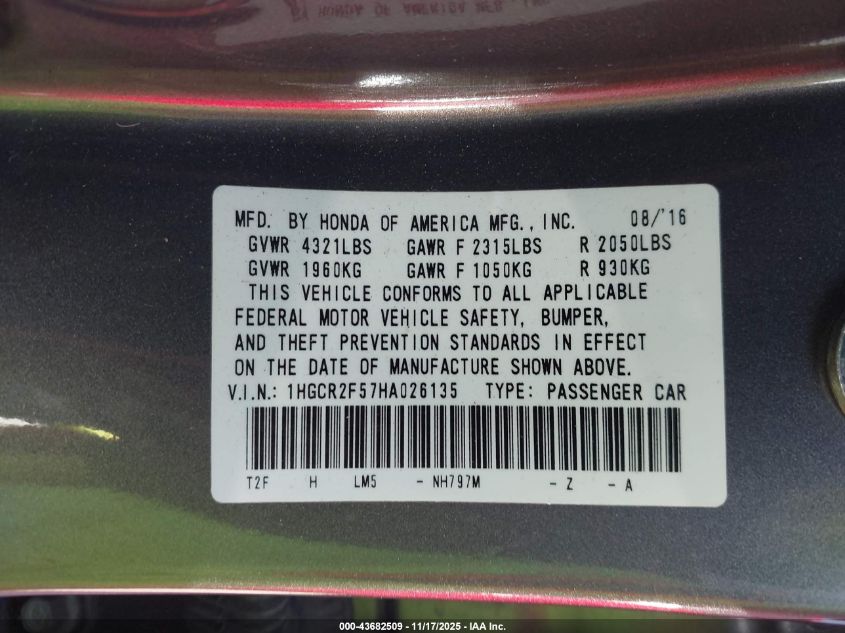 MFD. BY HONDA OF AMERICA MFG., INC. 08/'16
GVWR 4321LBS GAWR F 2315LBS R 2050LBS
GVWR 1960KG GAWR F 1050KG R 930KG
THIS VEHICLE CONFORMS TO ALL APPLICABLE
FEDERAL MOTOR VEHICLE SAFETY, BUMPER,
AND THEFT PREVENTION STANDARDS IN EFFECT
ON THE DATE OF MANUFACTURE SHOWN ABOVE.
V.I.N.: 1HGCR2F57HA026135 TYPE: PASSENGER CAR
T2F H LM5 - NH797M - Z - A
000-43682509 - 11/17/2025 - IAA Inc.